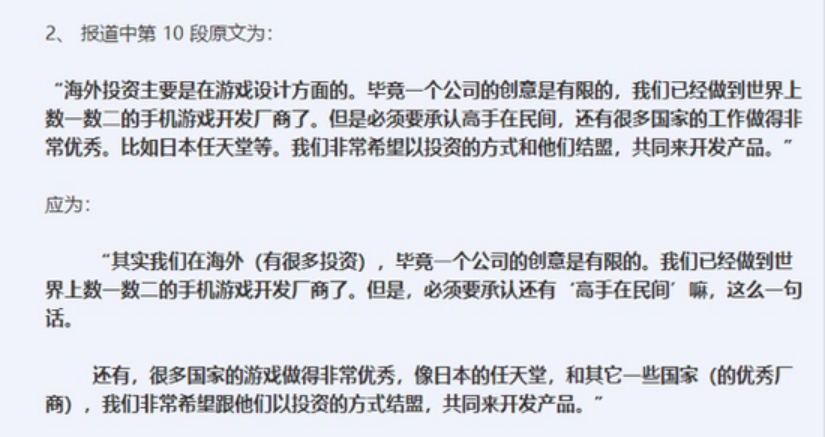 2、 报道中第 10 段原文为：
“海外投资主要是在游戏设计方面的。毕竟一个公司的创意是有限的，我们已经做到世界上
数一数二的手机游戏开发厂商了。但是必须要承认高手在民间，还有很多国家的工作做得非
常优秀。比如日本任天堂等。我们非常希望以投资的方式和他们结盟，共同来开发产品。”
应为：
“其实我们在海外（有很多投资），毕竟一个公司的创意是有限的。我们已经做到世
界上数一数二的手机游戏开发厂商了。但是，必须要承认还有‘高手在民间’嘛，这么一句
话。
还有，很多国家的游戏做得非常优秀，像日本的任天堂，和其它一些国家（的优秀厂
商），我们非常希望跟他们以投资的方式结盟，共同来开发产品。”